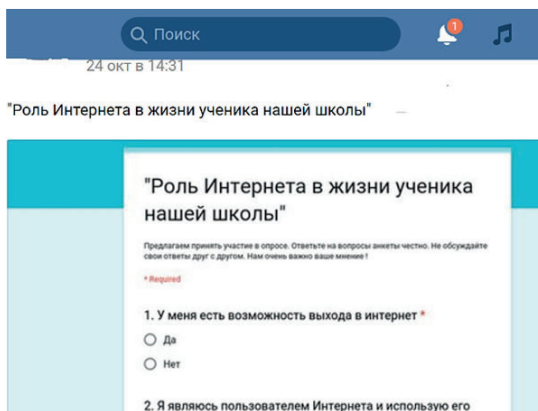 Поиск
1
24 окт в 14:31
"Роль Интернета в жизни ученика нашей школы"
"Роль Интернета в жизни ученика
нашей школы"
Предлагаем принять участие в опросе. Ответьте на вопросы анкеты честно. Не обсуждайте
свои ответы друг с другом. Нам очень важно ваше мнение !
* Required
1. У меня есть возможность выхода в интернет *
Да
Нет
2. Я являюсь пользователем Интернета и использую его